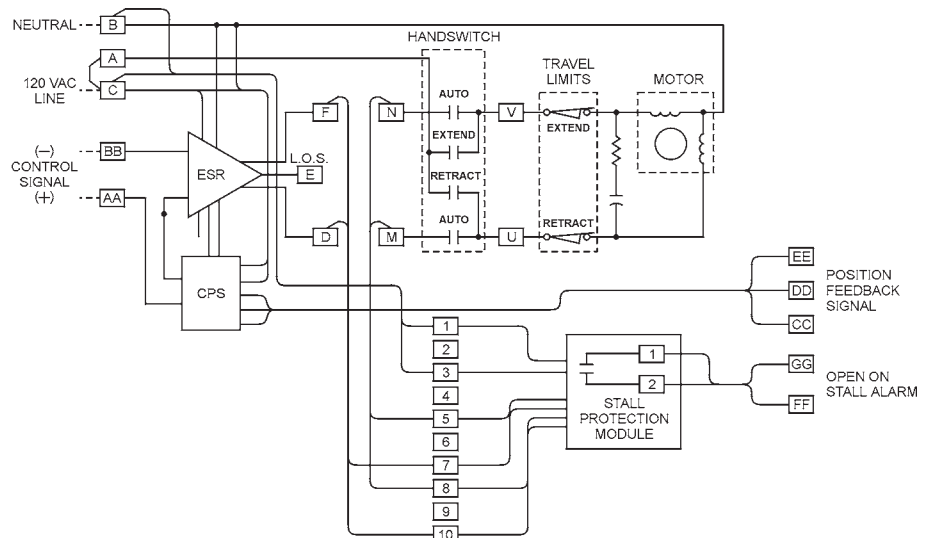 NEUTRAL
B
A
120 VAC
LINE
C
(–)
CONTROL
SIGNAL
(+)
BB
AA
ESR
CPS
L.O.S.
E
F
D
N
M
HANDSWITCH
AUTO
EXTEND
RETRACT
AUTO
V
U
TRAVEL
LIMITS
EXTEND
RETRACT
MOTOR
EE
DD
CC
POSITION
FEEDBACK
SIGNAL
1
2
3
4
5
6
7
8
9
10
1
2
STALL
PROTECTION
MODULE
GG
FF
OPEN ON
STALL ALARM